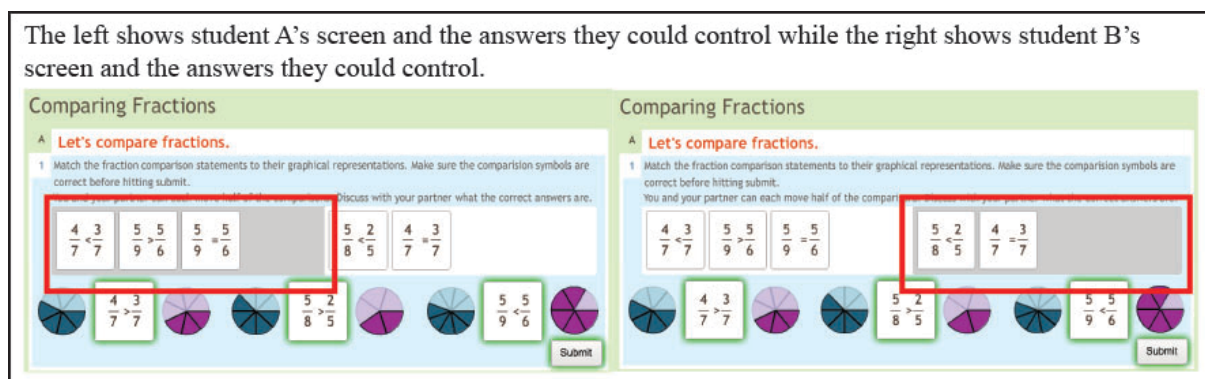 The left shows student A's screen and the answers they could control while the right shows student B's
screen and the answers they could control.
Comparing Fractions
A Let's compare fractions.
1 Match the fraction comparison statements to their graphical representations. Make sure the comparision symbols are
correct before hitting submit.
Discuss with your partner what the correct answers are.
4/7 < 3/7 5/9 > 5/6 5/9 = 5/6 5/8 < 2/5 4/7 = 3/7
4/7 > 3/7 5/8 > 2/5 5/9 < 5/6
Submit
Comparing Fractions
A Let's compare fractions.
1 Match the fraction comparison statements to their graphical representations. Make sure the comparision symbols are
correct before hitting submit.
You and your partner can each move half of the
4/7 < 3/7 5/9 > 5/6 5/9 = 5/6 5/8 < 2/5 4/7 = 3/7
4/7 > 3/7 5/8 > 2/5 5/9 < 5/6
Submit